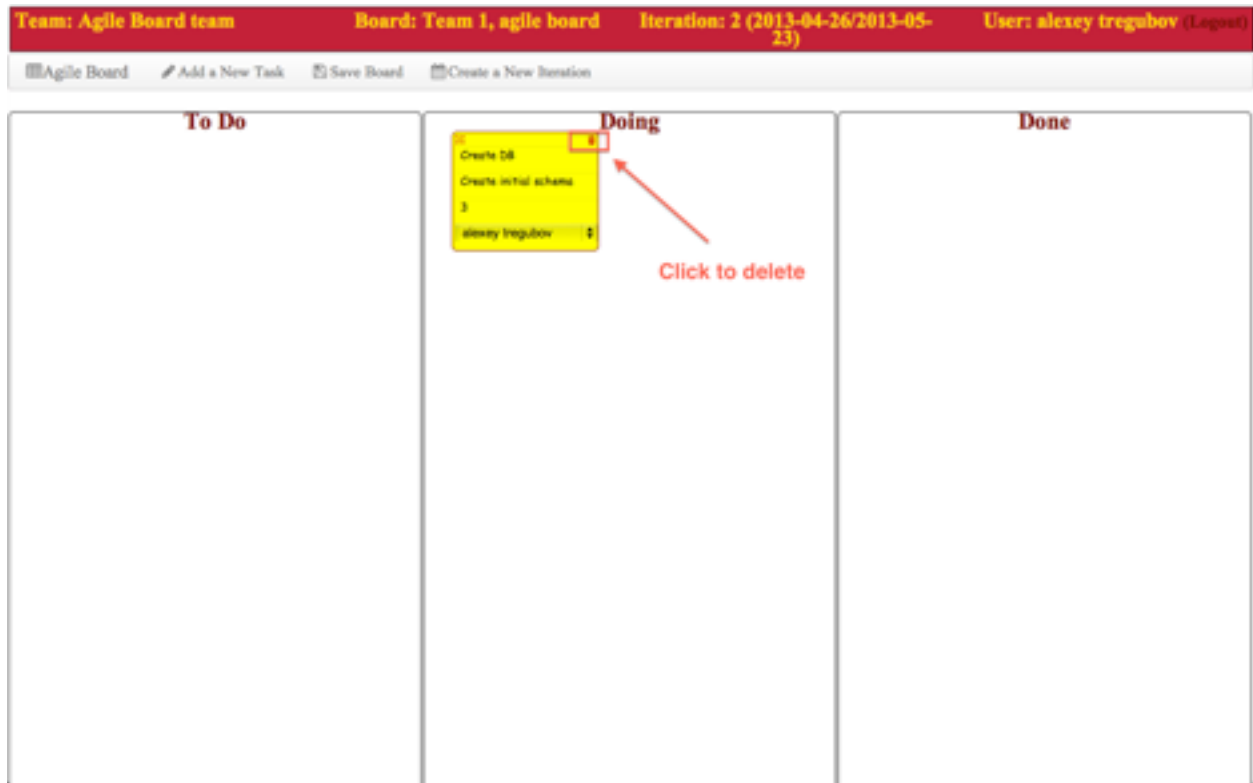 Team: Agile Board team
Board: Team 1, agile board
Iteration: 2 (2013-04-26/2013-05-
23)
User: alexey tregubov (Logout)
Agile Board
Add a New Task
Save Board
Create a New Iteration
To Do
Doing
Done
Create DB
Create initial schema
3
alexey tregubov
Click to delete